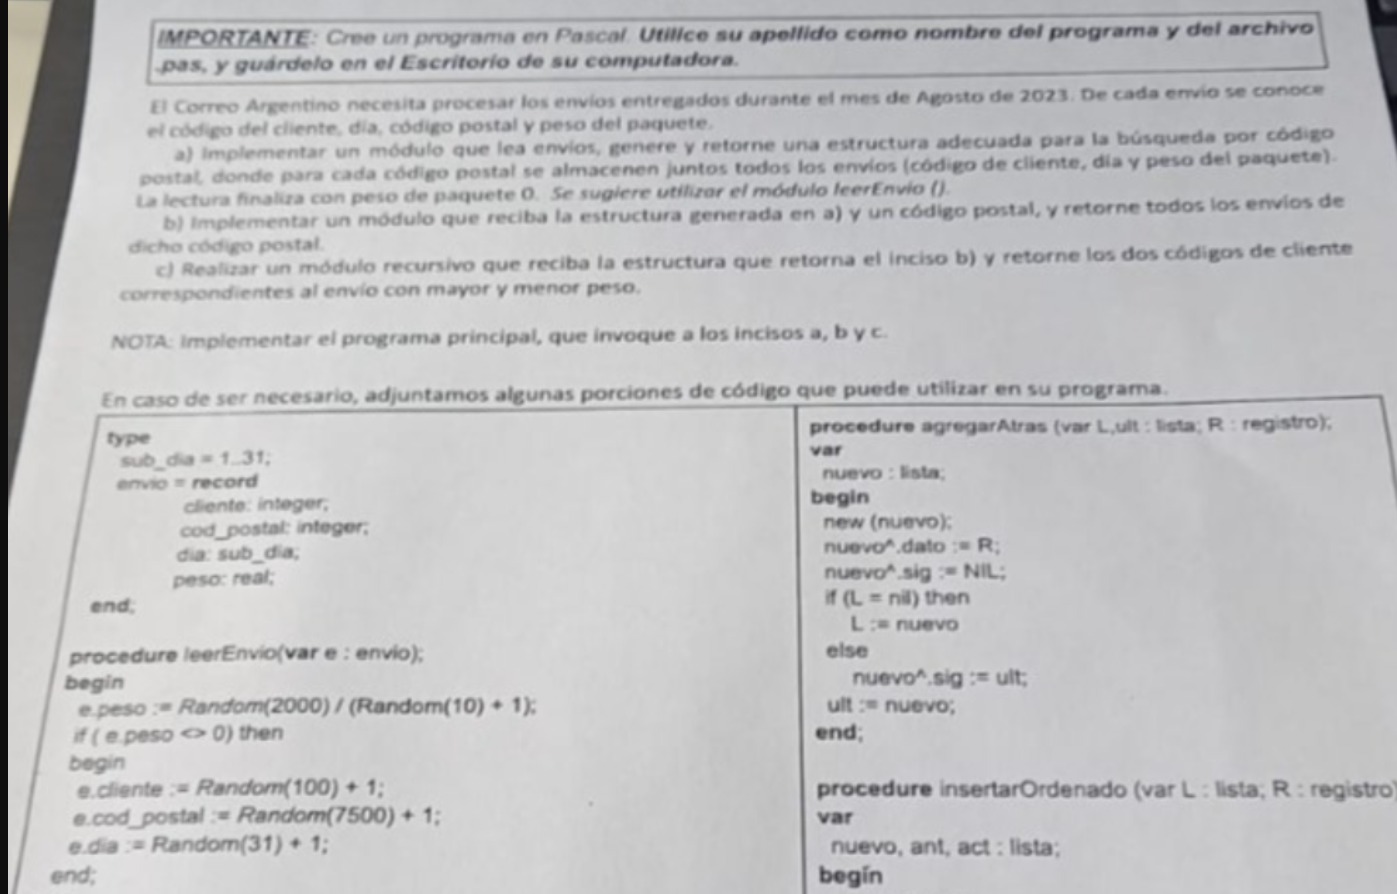 IMPORTANTE: Cree un programa en Pascal. Utilice su apellido como nombre del programa y del archivo
.pas, y guárdelo en el Escritorio de su computadora.
El Correo Argentino necesita procesar los envíos entregados durante el mes de Agosto de 2023. De cada envío se conoce
el código del cliente, día, código postal y peso del paquete.
a) Implementar un módulo que lea envíos, genere y retorne una estructura adecuada para la búsqueda por código
postal, donde para cada código postal se almacenen juntos todos los envíos (código de cliente, día y peso del paquete).
La lectura finaliza con peso de paquete 0. Se sugiere utilizar el módulo leerEnvio ().
b) Implementar un módulo que reciba la estructura generada en a) y un código postal, y retorne todos los envíos de
dicho código postal.
c) Realizar un módulo recursivo que reciba la estructura que retorna el inciso b) y retorne los dos códigos de cliente
correspondientes al envío con mayor y menor peso.
NOTA: Implementar el programa principal, que invoque a los incisos a, b y c.
En caso de ser necesario, adjuntamos algunas porciones de código que puede utilizar en su programa.
type
sub_dia = 1..31;
envio = record
cliente: integer;
cod_postal: integer;
dia: sub_dia;
peso: real;
end;
procedure leerEnvio(var e : envio);
begin
e.peso := Random(2000) / (Random(10) + 1);
if ( e.peso <> 0) then
begin
e.cliente := Random(100) + 1;
e.cod_postal := Random(7500) + 1;
e.dia := Random(31) + 1;
end;
procedure agregarAtras (var L,ult : lista; R : registro);
var
nuevo : lista;
begin
new (nuevo);
nuevo^.dato := R;
nuevo^.sig := NIL;
if (L = nil) then
L := nuevo
else
nuevo^.sig := ult;
ult := nuevo;
end;
procedure insertarOrdenado (var L : lista; R : registro)
var
nuevo, ant, act : lista;
begin